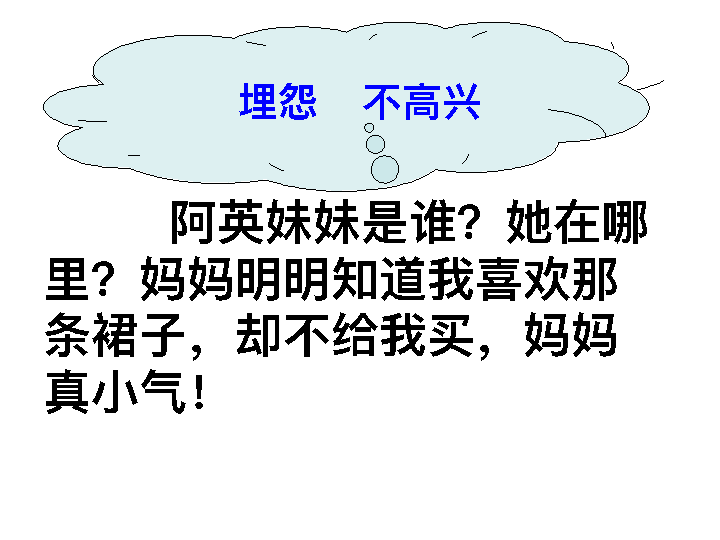 埋怨 不高兴
阿英妹妹是谁？她在哪
里？妈妈明明知道我喜欢那
条裙子，却不给我买，妈妈
真小气！